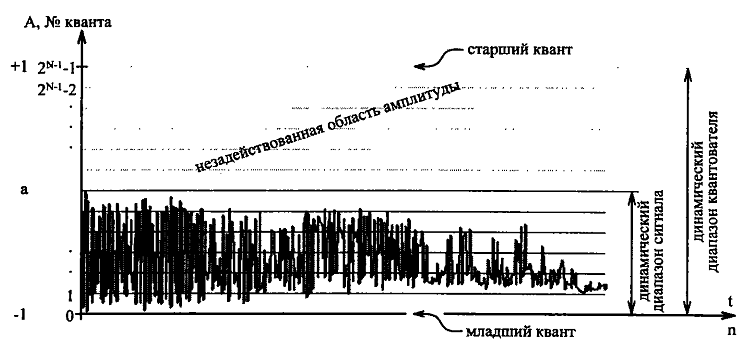 A, № кванта
+1 2^N-1-1
старший квант
2^N-1-2
незадействованная область амплитуды
a
динамический
диапазон сигнала
динамический
диапазон квантователя
1
-1 0
t
младший квант
n